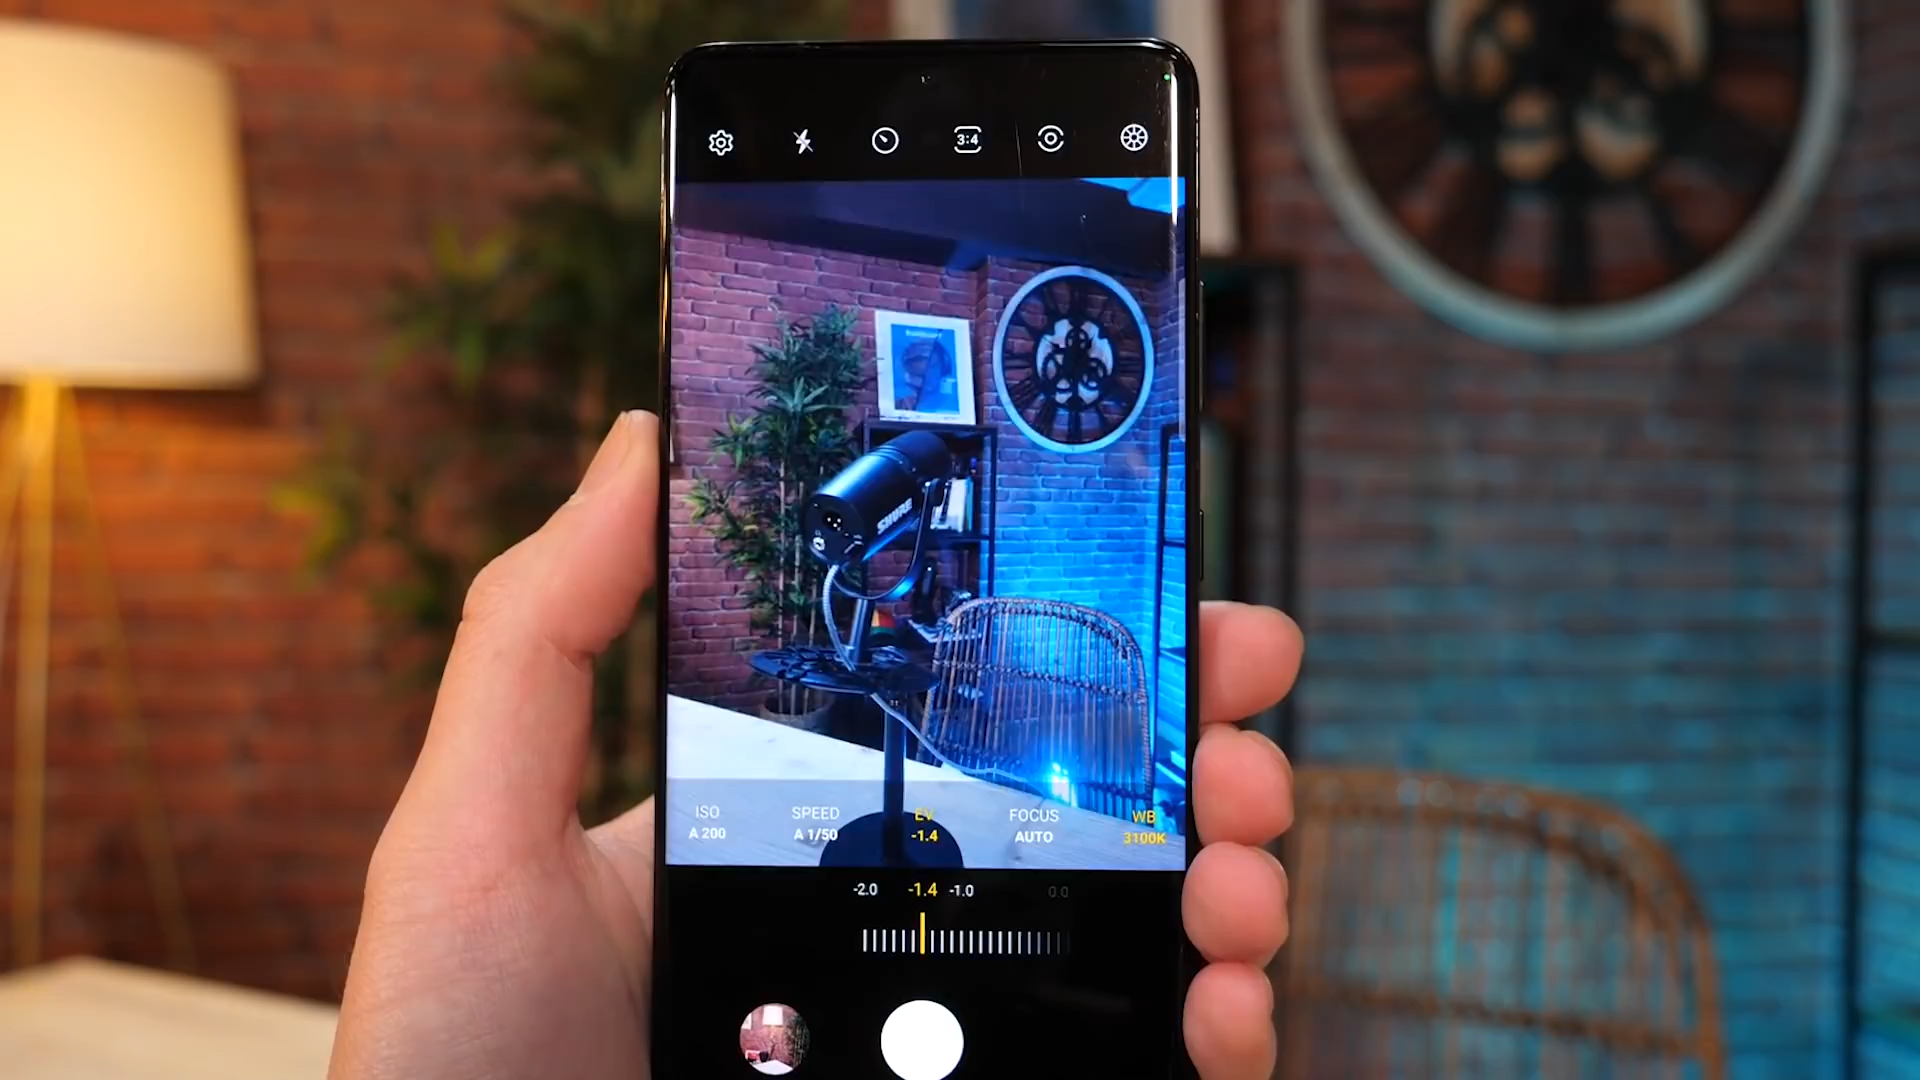 3:4
SHURE
ISO SPEED EV FOCUS WB
A 200 A 1/50 -1.4 AUTO 3100K
-2.0 -1.4 -1.0 0.0